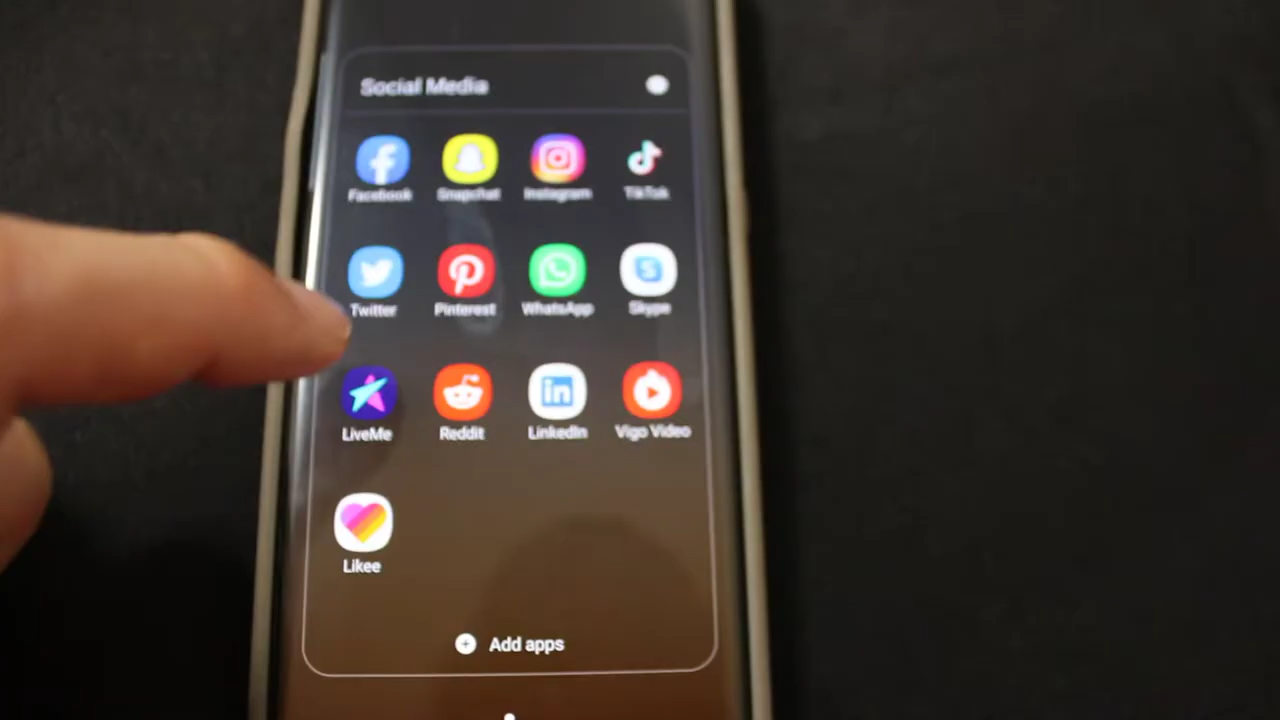 Social Media
Facebook Snapchat Instagram TikTok
Twitter Pinterest WhatsApp Skype
LiveMe Reddit LinkedIn Vigo Video
Likee
Add apps